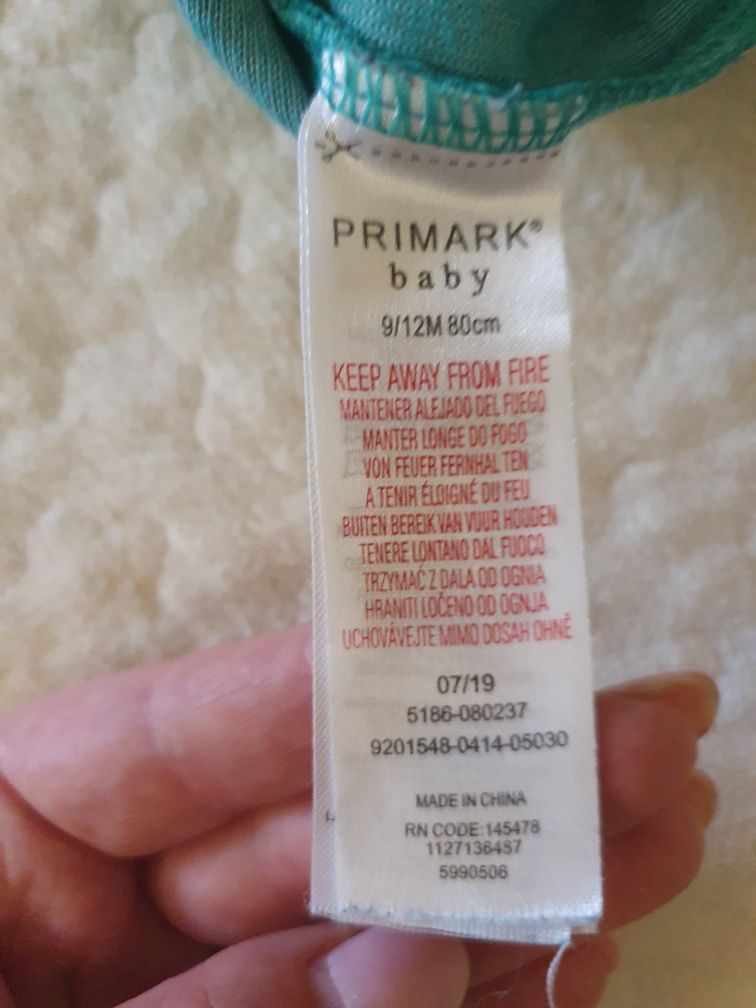 PRIMARK®
baby
9/12M 80cm
KEEP AWAY FROM FIRE
MANTENER ALEJADO DEL FUEGO
MANTER LONGE DO FOGO
VON FEUER FERNHAL TEN
A TENIR ÉLOIGNÉ DU FEU
BUITEN BEREIK VAN VUUR HOUDEN
TENERE LONTANO DAL FUOCO
TRZYMAĆ Z DALA OD OGNIA
HRANITI LOČENO OD OGNJA
UCHOVÁVEJTE MIMO DOSAH OHNĚ
07/19
5186-080237
9201548-0414-05030
MADE IN CHINA
RN CODE:145478
1127136487
5990506